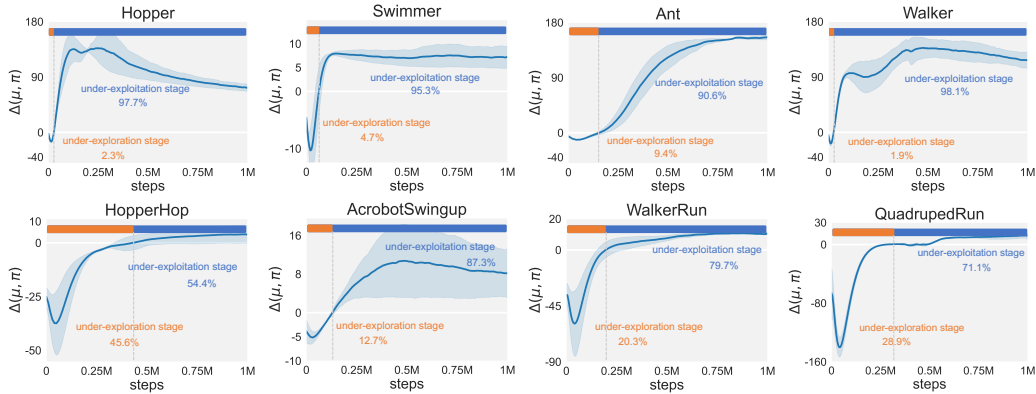 Hopper
180
90
0
-40
Δ(μ, π)
under-exploitation stage
97.7%
under-exploration stage
2.3%
0 0.25M 0.5M 0.75M 1M
steps
Swimmer
10
5
0
-10
Δ(μ, π)
under-exploitation stage
95.3%
under-exploration stage
4.7%
0 0.25M 0.5M 0.75M 1M
steps
Ant
180
90
0
-40
Δ(μ, π)
under-exploitation stage
90.6%
under-exploration stage
9.4%
0 0.25M 0.5M 0.75M 1M
steps
Walker
180
90
0
-40
Δ(μ, π)
under-exploitation stage
98.1%
under-exploration stage
1.9%
0 0.25M 0.5M 0.75M 1M
steps
HopperHop
10
0
-25
-50
Δ(μ, π)
under-exploitation stage
54.4%
under-exploration stage
45.6%
0 0.25M 0.5M 0.75M 1M
steps
AcrobotSwingup
16
8
0
-10
Δ(μ, π)
under-exploitation stage
87.3%
under-exploration stage
12.7%
0 0.25M 0.5M 0.75M 1M
steps
WalkerRun
20
0
-45
-90
Δ(μ, π)
under-exploitation stage
79.7%
under-exploration stage
20.3%
0 0.25M 0.5M 0.75M 1M
steps
QuadrupedRun
30
0
-80
-160
Δ(μ, π)
under-exploitation stage
71.1%
under-exploration stage
28.9%
0 0.25M 0.5M 0.75M 1M
steps